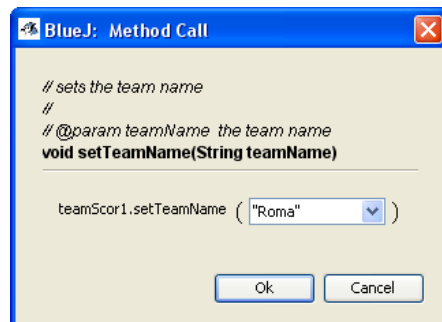 BlueJ: Method Call
// sets the team name
//
// @param teamName the team name
void setTeamName(String teamName)
teamScor1.setTeamName ( "Roma" )
Ok Cancel